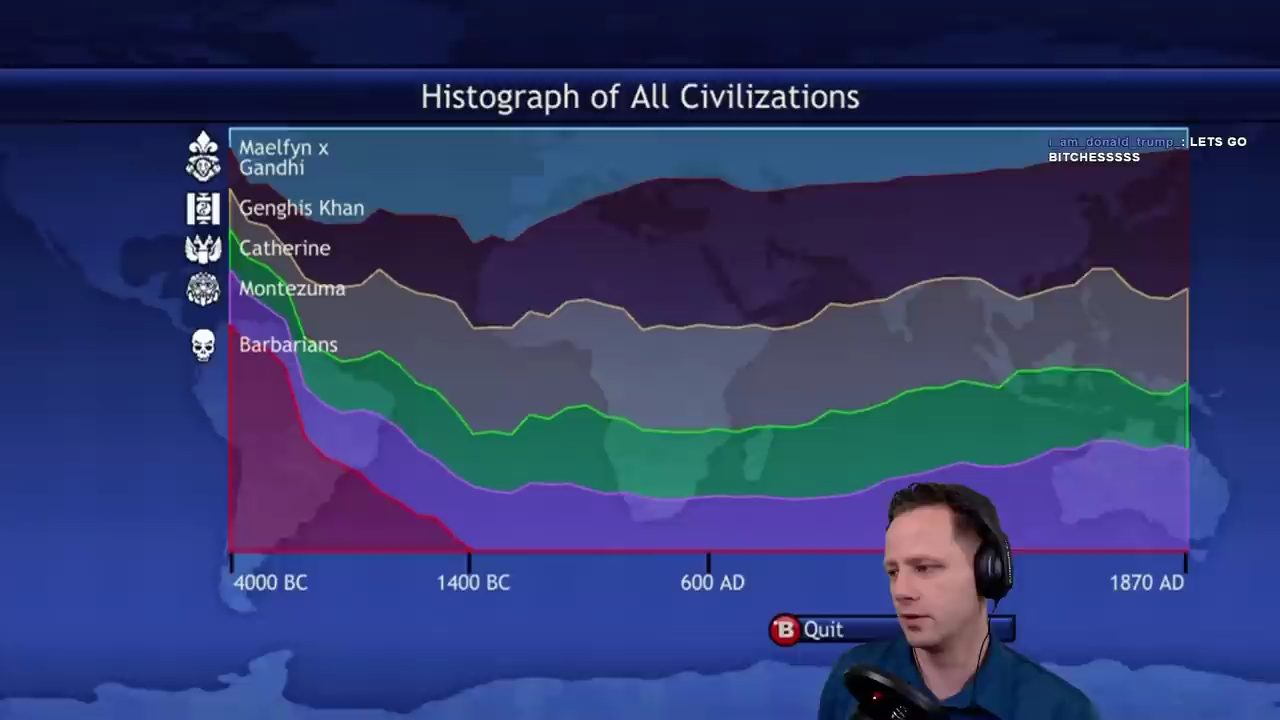 Histograph of All Civilizations
Maelfyn x
Gandhi
Genghis Khan
Catherine
Montezuma
Barbarians
i_am_donald_trump_: LETS GO
BITCHESSSSS
4000 BC
1400 BC
600 AD
1870 AD
B Quit